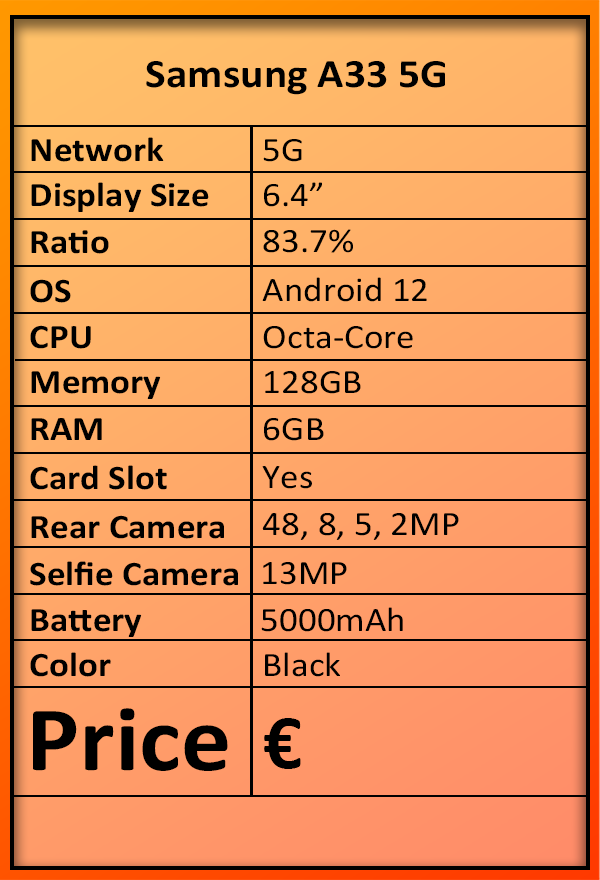 Samsung A33 5G
Network 5G
Display Size 6.4”
Ratio 83.7%
OS Android 12
CPU Octa-Core
Memory 128GB
RAM 6GB
Card Slot Yes
Rear Camera 48, 8, 5, 2MP
Selfie Camera 13MP
Battery 5000mAh
Color Black
Price €